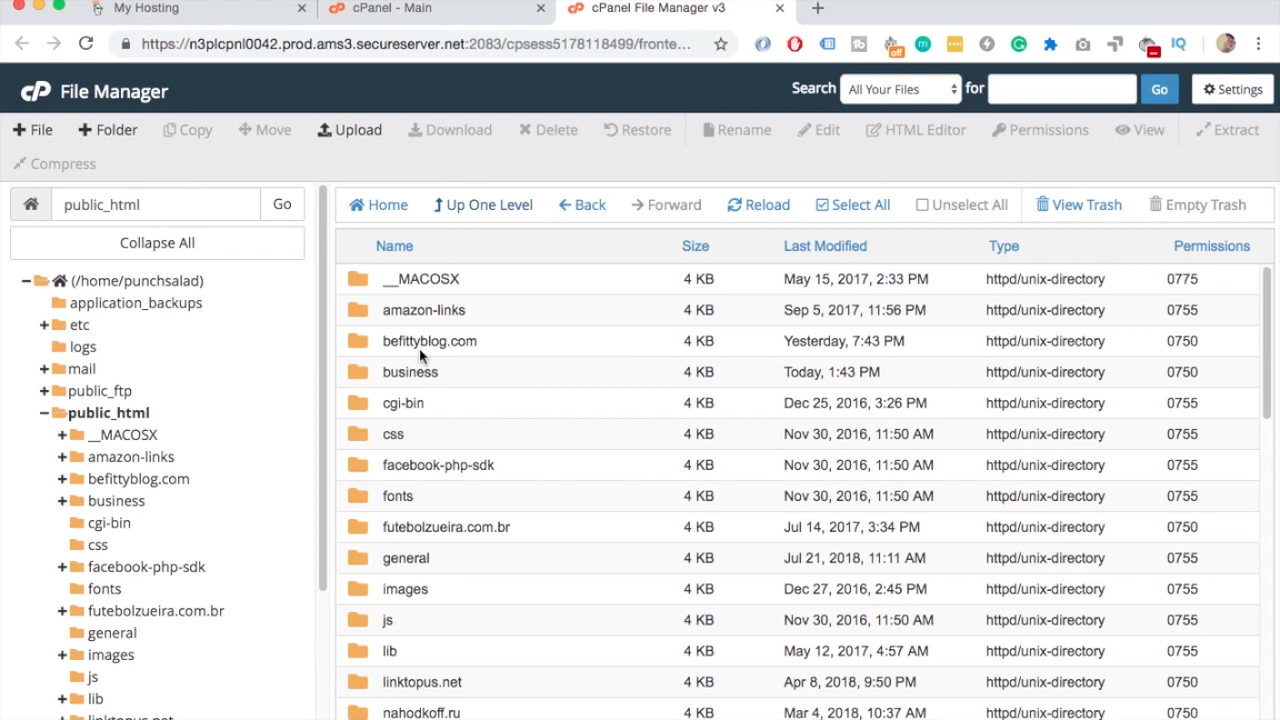 My Hosting
cPanel - Main
cPanel File Manager v3
https://n3plcpnl0042.prod.ams3.secureserver.net:2083/cpsess5178118499/fronte...
off
IQ
cP File Manager
Search All Your Files for Go Settings
File Folder Copy Move Upload Download Delete Restore Rename Edit HTML Editor Permissions View Extract
Compress
public_html Go
Collapse All
(/home/punchsalad)
application_backups
etc
logs
mail
public_ftp
public_html
__MACOSX
amazon-links
befittyblog.com
business
cgi-bin
css
facebook-php-sdk
fonts
futebolzueira.com.br
general
images
js
lib
linktopus.net
Home Up One Level Back Forward Reload Select All Unselect All View Trash Empty Trash
Name Size Last Modified Type Permissions
__MACOSX 4 KB May 15, 2017, 2:33 PM httpd/unix-directory 0775
amazon-links 4 KB Sep 5, 2017, 11:56 PM httpd/unix-directory 0755
befittyblog.com 4 KB Yesterday, 7:43 PM httpd/unix-directory 0750
business 4 KB Today, 1:43 PM httpd/unix-directory 0750
cgi-bin 4 KB Dec 25, 2016, 3:26 PM httpd/unix-directory 0755
css 4 KB Nov 30, 2016, 11:50 AM httpd/unix-directory 0755
facebook-php-sdk 4 KB Nov 30, 2016, 11:50 AM httpd/unix-directory 0755
fonts 4 KB Nov 30, 2016, 11:50 AM httpd/unix-directory 0755
futebolzueira.com.br 4 KB Jul 14, 2017, 3:34 PM httpd/unix-directory 0750
general 4 KB Jul 21, 2018, 11:11 AM httpd/unix-directory 0755
images 4 KB Dec 27, 2016, 2:45 PM httpd/unix-directory 0755
js 4 KB Nov 30, 2016, 11:50 AM httpd/unix-directory 0755
lib 4 KB May 12, 2017, 4:57 AM httpd/unix-directory 0755
linktopus.net 4 KB Apr 8, 2018, 9:50 PM httpd/unix-directory 0750
nahodkoff.ru 4 KB Mar 4, 2018, 10:37 AM httpd/unix-directory 0750